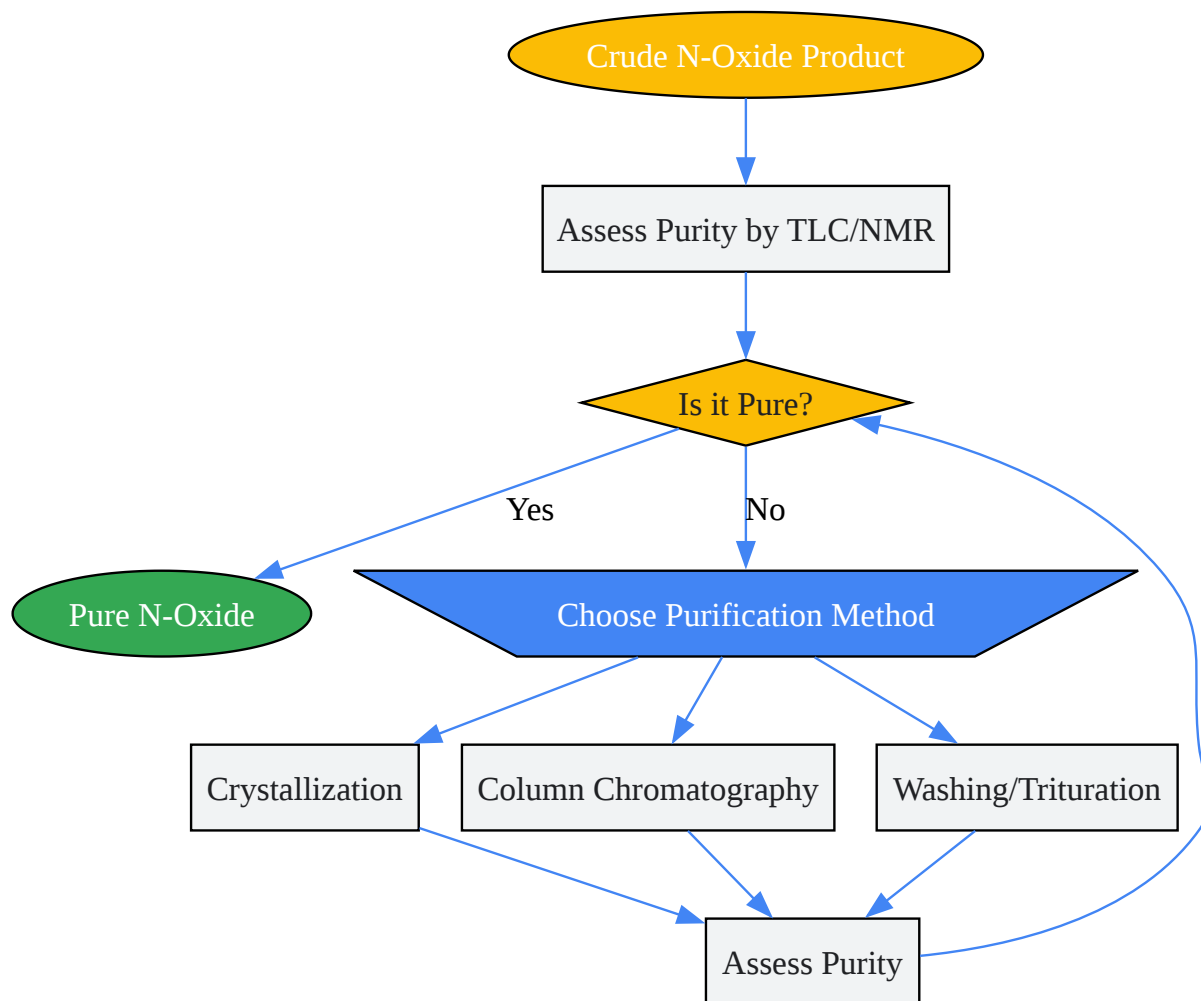 Crude N-Oxide Product
Assess Purity by TLC/NMR
Is it Pure?
Yes
No
Pure N-Oxide
Choose Purification Method
Crystallization
Column Chromatography
Washing/Trituration
Assess Purity